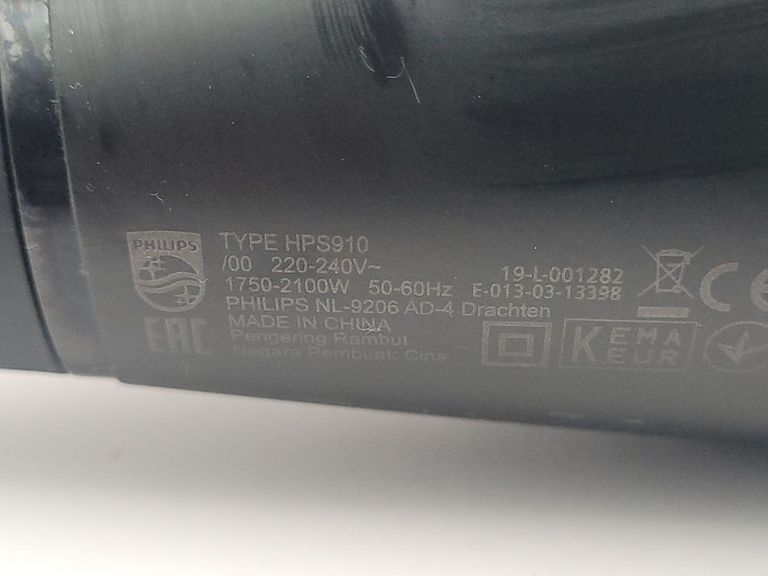 PHILIPS
TYPE HPS910
/00 220-240V~
1750-2100W 50-60Hz
PHILIPS NL-9206 AD-4 Drachten
MADE IN CHINA
Pengering Rambut
Negara Pembuat: Cina
19-L-001282
E-013-03-13398
EAC
KEMA
KEUR
CE